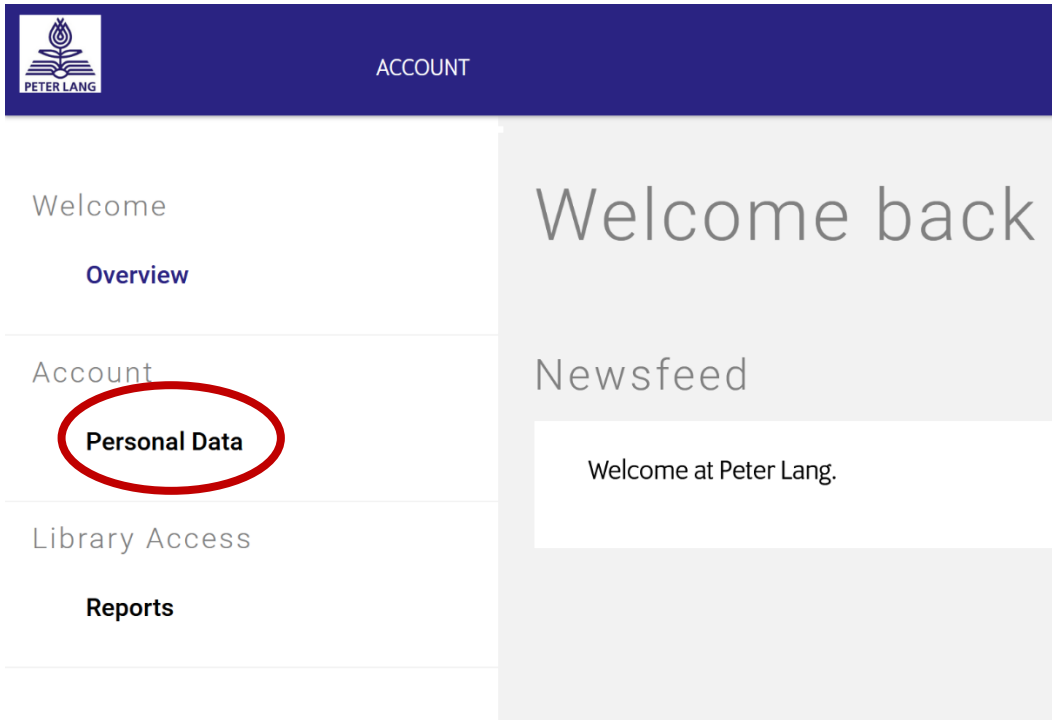 PETER LANG
ACCOUNT
Welcome
Overview
Account
Personal Data
Library Access
Reports
Welcome back
Newsfeed
Welcome at Peter Lang.